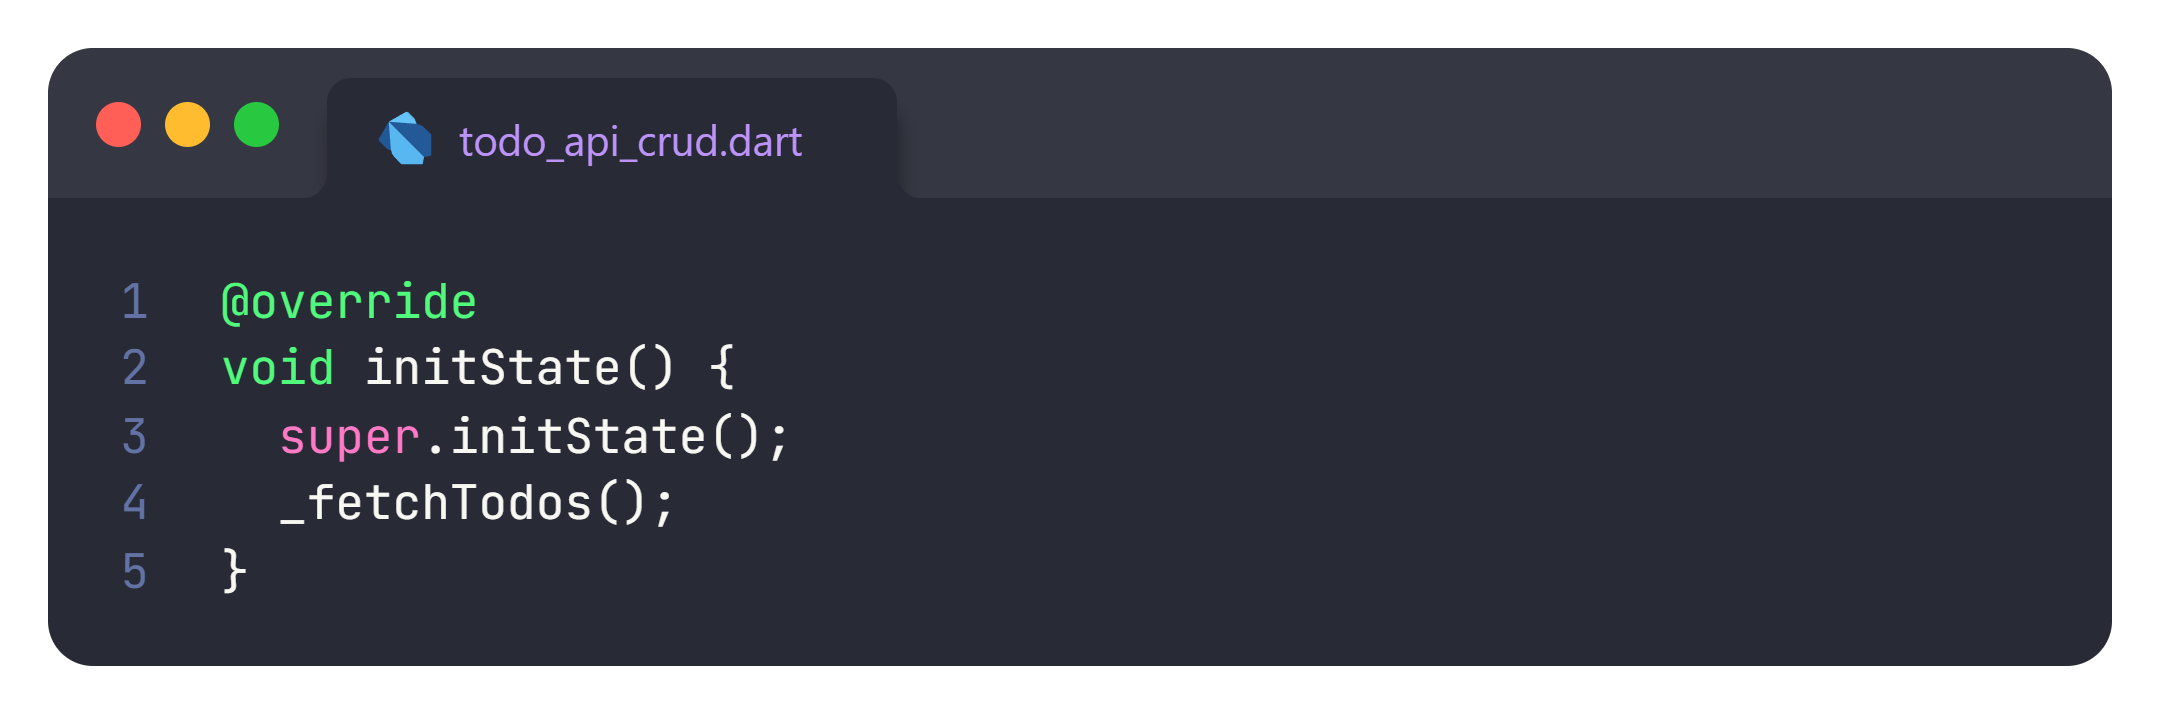 todo_api_crud.dart
1 @override
2 void initState() {
3   super.initState();
4   _fetchTodos();
5 }